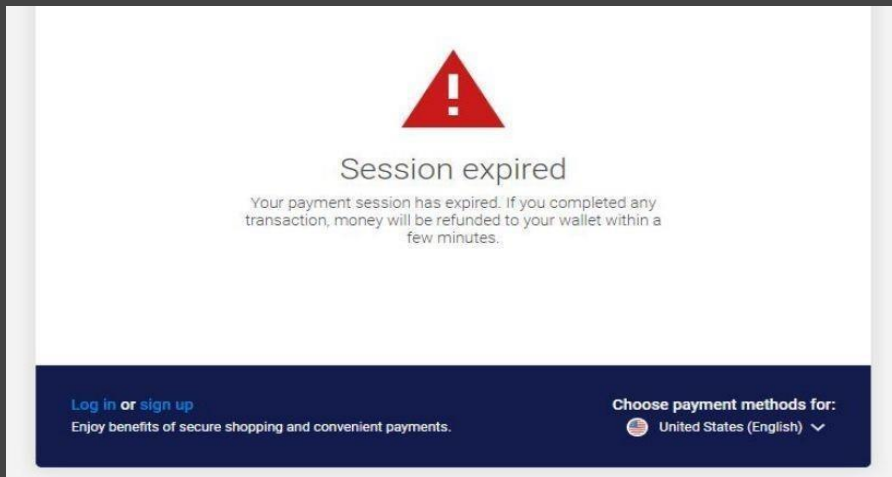 Session expired
Your payment session has expired. If you completed any
transaction, money will be refunded to your wallet within a
few minutes.
Log in or sign up
Enjoy benefits of secure shopping and convenient payments.
Choose payment methods for:
United States (English)